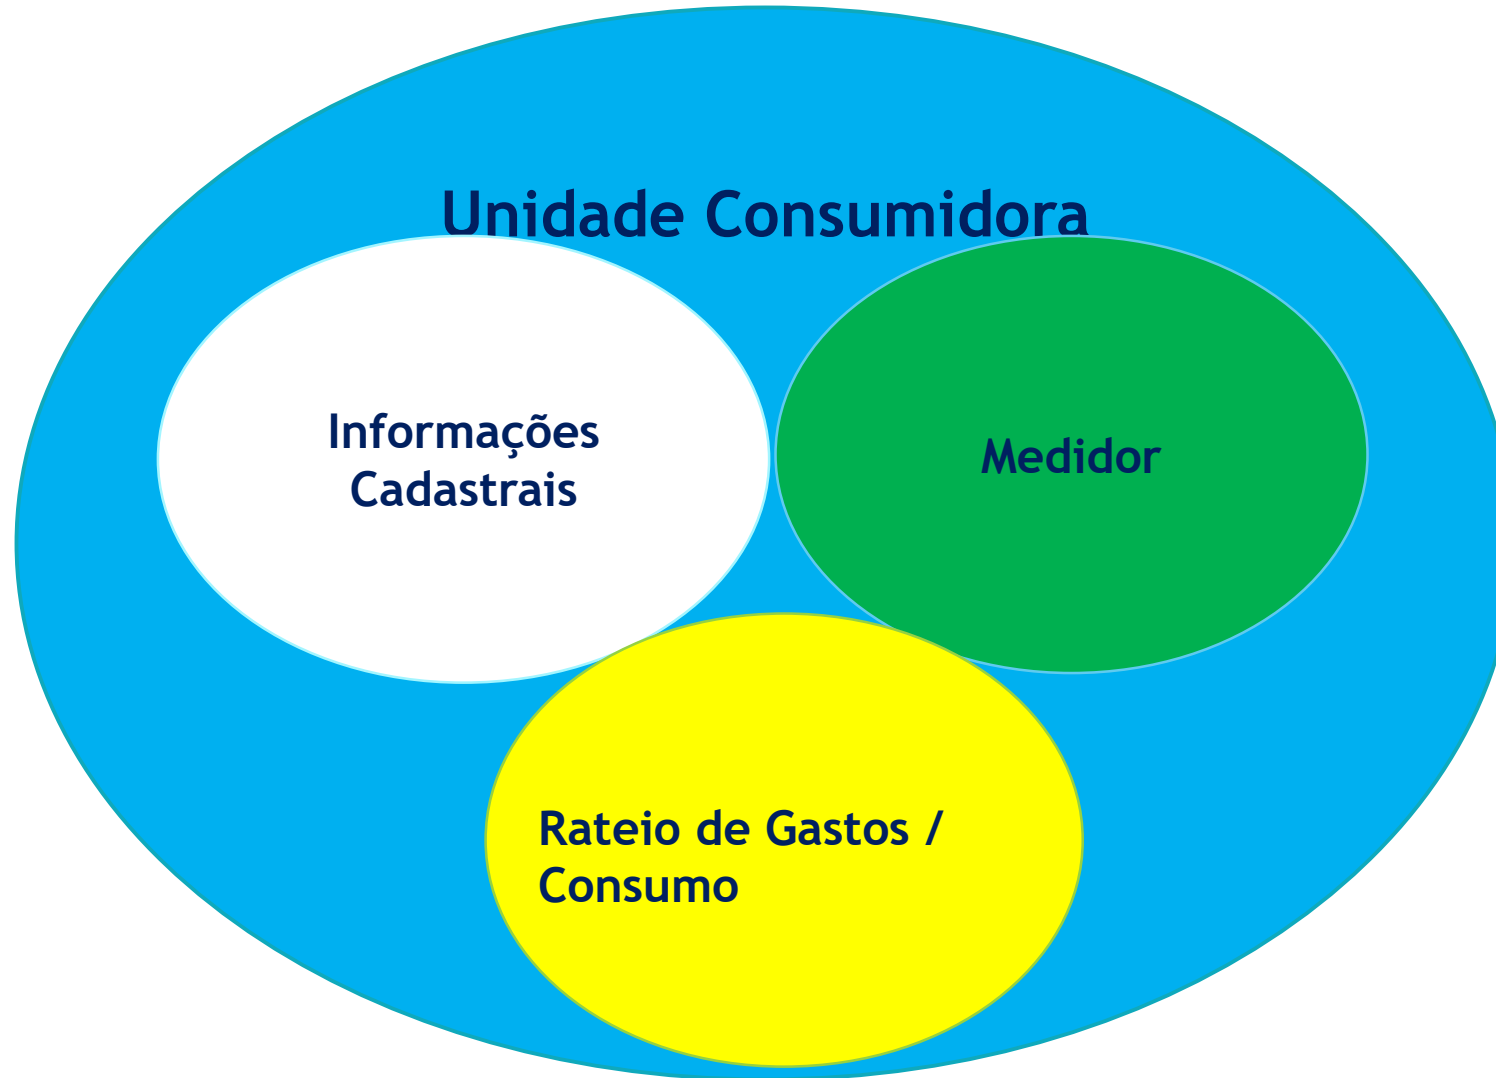 Unidade Consumidora
Informações
Cadastrais
Medidor
Rateio de Gastos /
Consumo